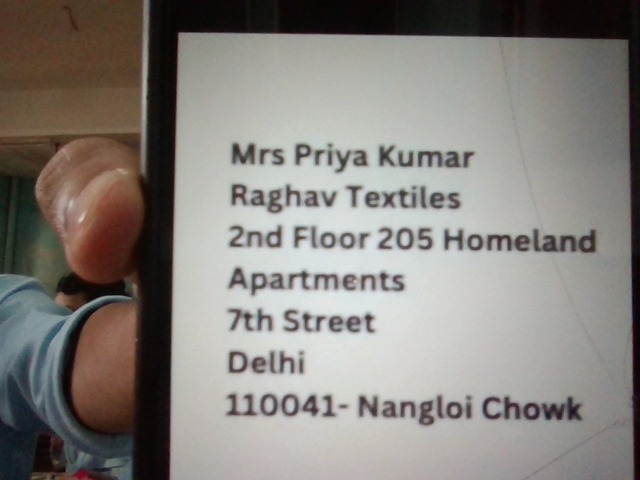 Mrs Priya Kumar
Raghav Textiles
2nd Floor 205 Homeland
Apartments
7th Street
Delhi
110041- Nangloi Chowk